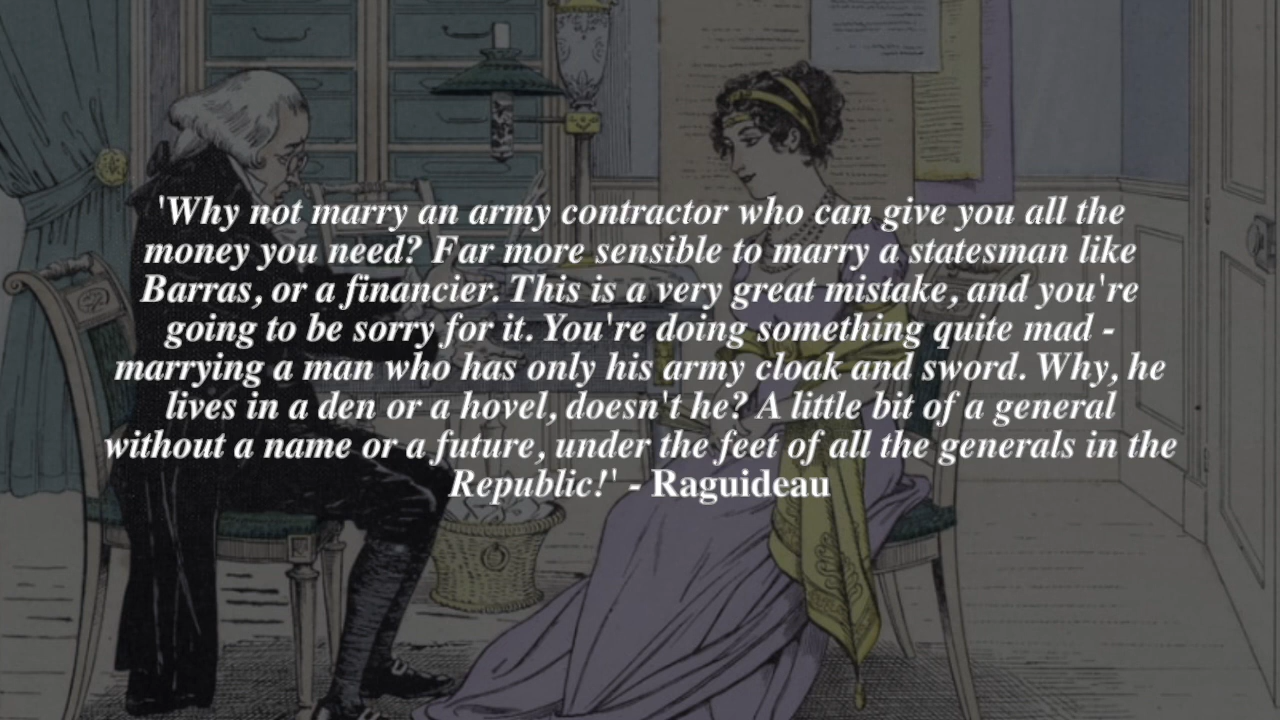 'Why not marry an army contractor who can give you all the
money you need? Far more sensible to marry a statesman like
Barras, or a financier. This is a very great mistake, and you're
going to be sorry for it. You're doing something quite mad -
marrying a man who has only his army cloak and sword. Why, he
lives in a den or a hovel, doesn't he? A little bit of a general
without a name or a future, under the feet of all the generals in the
Republic!' - Raguideau